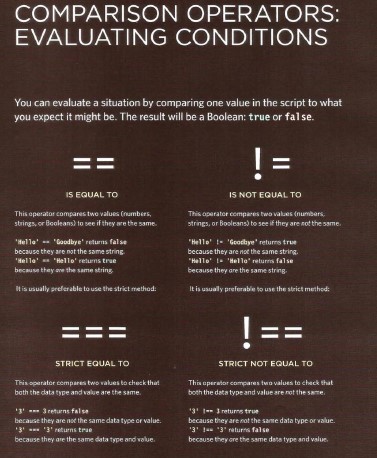 COMPARISON OPERATORS:
EVALUATING CONDITIONS
You can evaluate a situation by comparing one value in the script to what
you expect it might be. The result will be a Boolean: true or false.
==
IS EQUAL TO
This operator compares two values (numbers,
strings, or Booleans) to see if they are the same.
'Hello' == 'Goodbye' returns false
because they are not the same string.
'Hello' == 'Hello' returns true
because they are the same string.
It is usually preferable to use the strict method:
!=
IS NOT EQUAL TO
This operator compares two values (numbers,
strings, or Booleans) to see if they are not the same.
'Hello' != 'Goodbye' returns true
because they are not the same string.
'Hello' != 'Hello' returns false
because they are the same string.
It is usually preferable to use the strict method:
===
STRICT EQUAL TO
This operator compares two values to check that
both the data type and value are the same.
'3' === 3 returns false
because they are not the same data type or value.
'3' === '3' returns true
because they are the same data type and value.
!==
STRICT NOT EQUAL TO
This operator compares two values to check that
both the data type and value are not the same.
'3' !== 3 returns true
because they are not the same data type or value.
'3' !== '3' returns false
because they are the same data type and value.